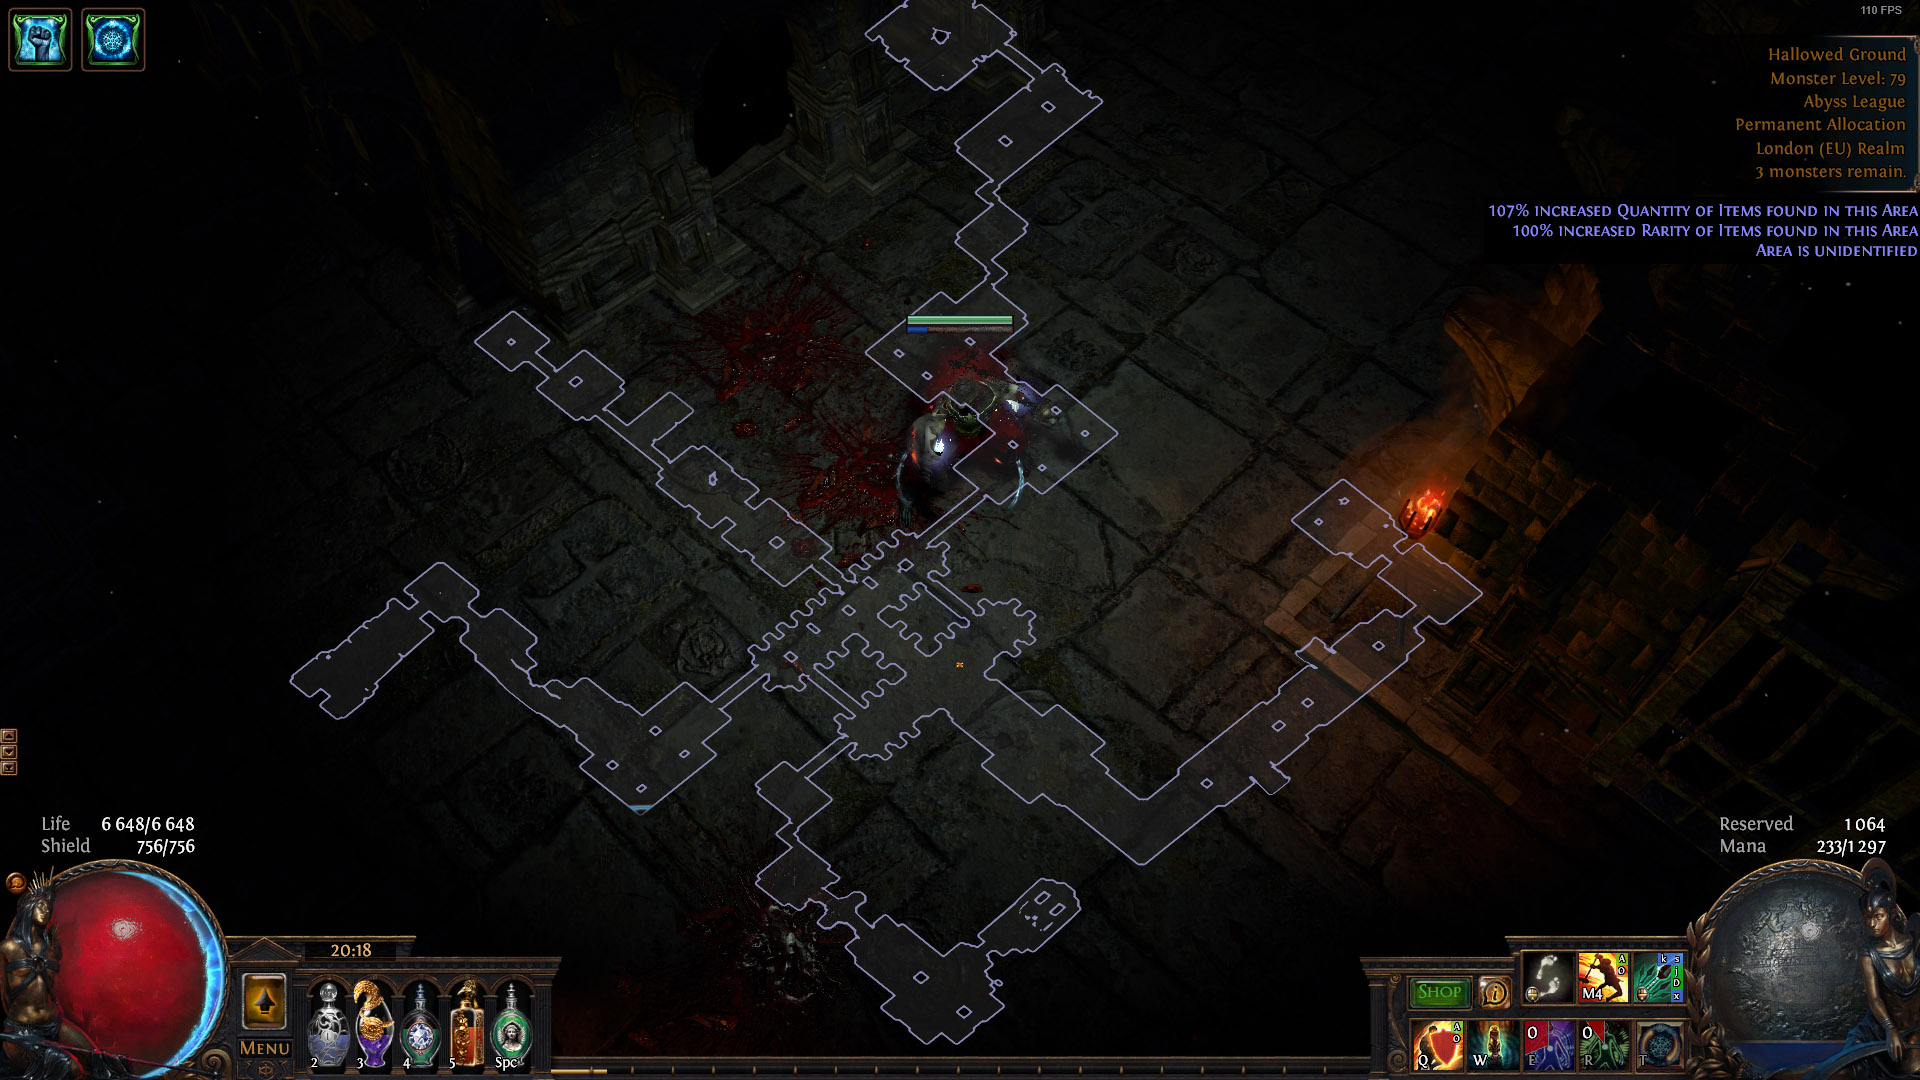 110 FPS
Hallowed Ground
Monster Level: 79
Abyss League
Permanent Allocation
London (EU) Realm
3 monsters remain.
107% increased Quantity of Items found in this Area
100% increased Rarity of Items found in this Area
Area is unidentified
Life 6 648/6 648
Shield 756/756
Reserved 1 064
Mana 233/1 297
20:18
Menu
2 3 4 5 Spc
Shop
M4 A O
k s j D x
Q A O W O E O R T